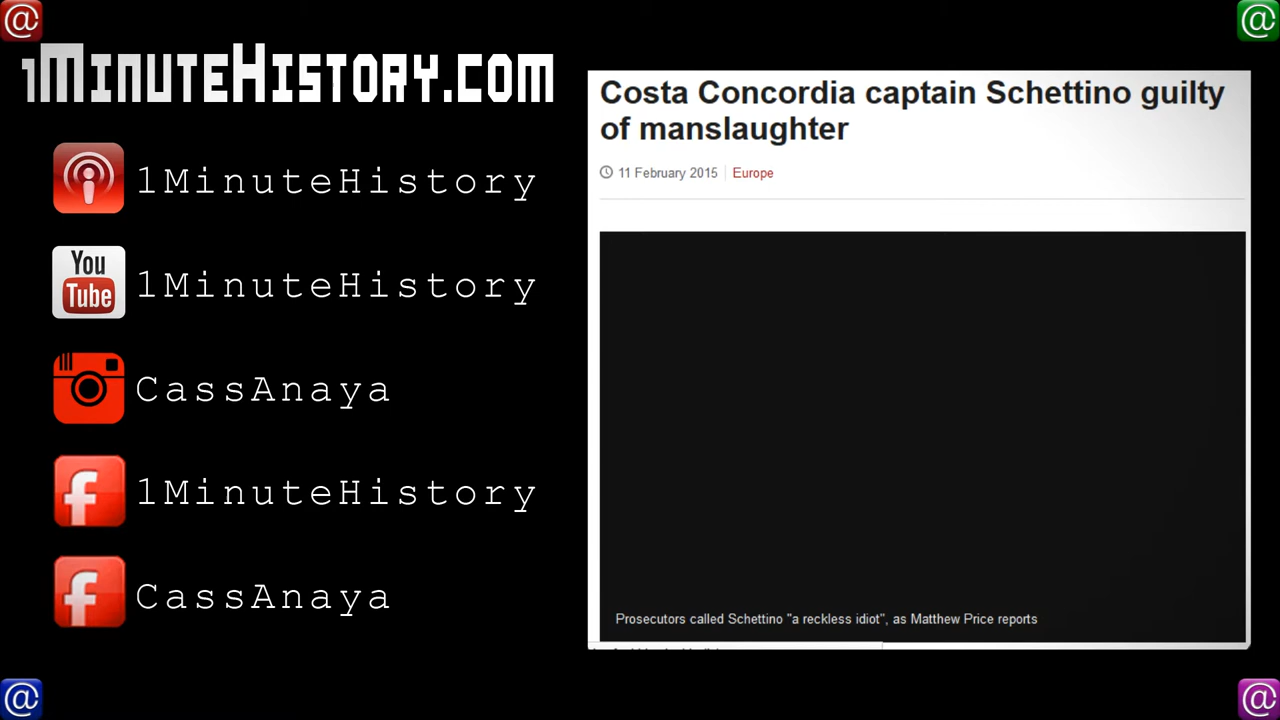 @
@
1MinuteHistory.com
1MinuteHistory
You
Tube
1MinuteHistory
CassAnaya
f
1MinuteHistory
f
CassAnaya
Costa Concordia captain Schettino guilty
of manslaughter
11 February 2015
Europe
Prosecutors called Schettino "a reckless idiot", as Matthew Price reports
@
@